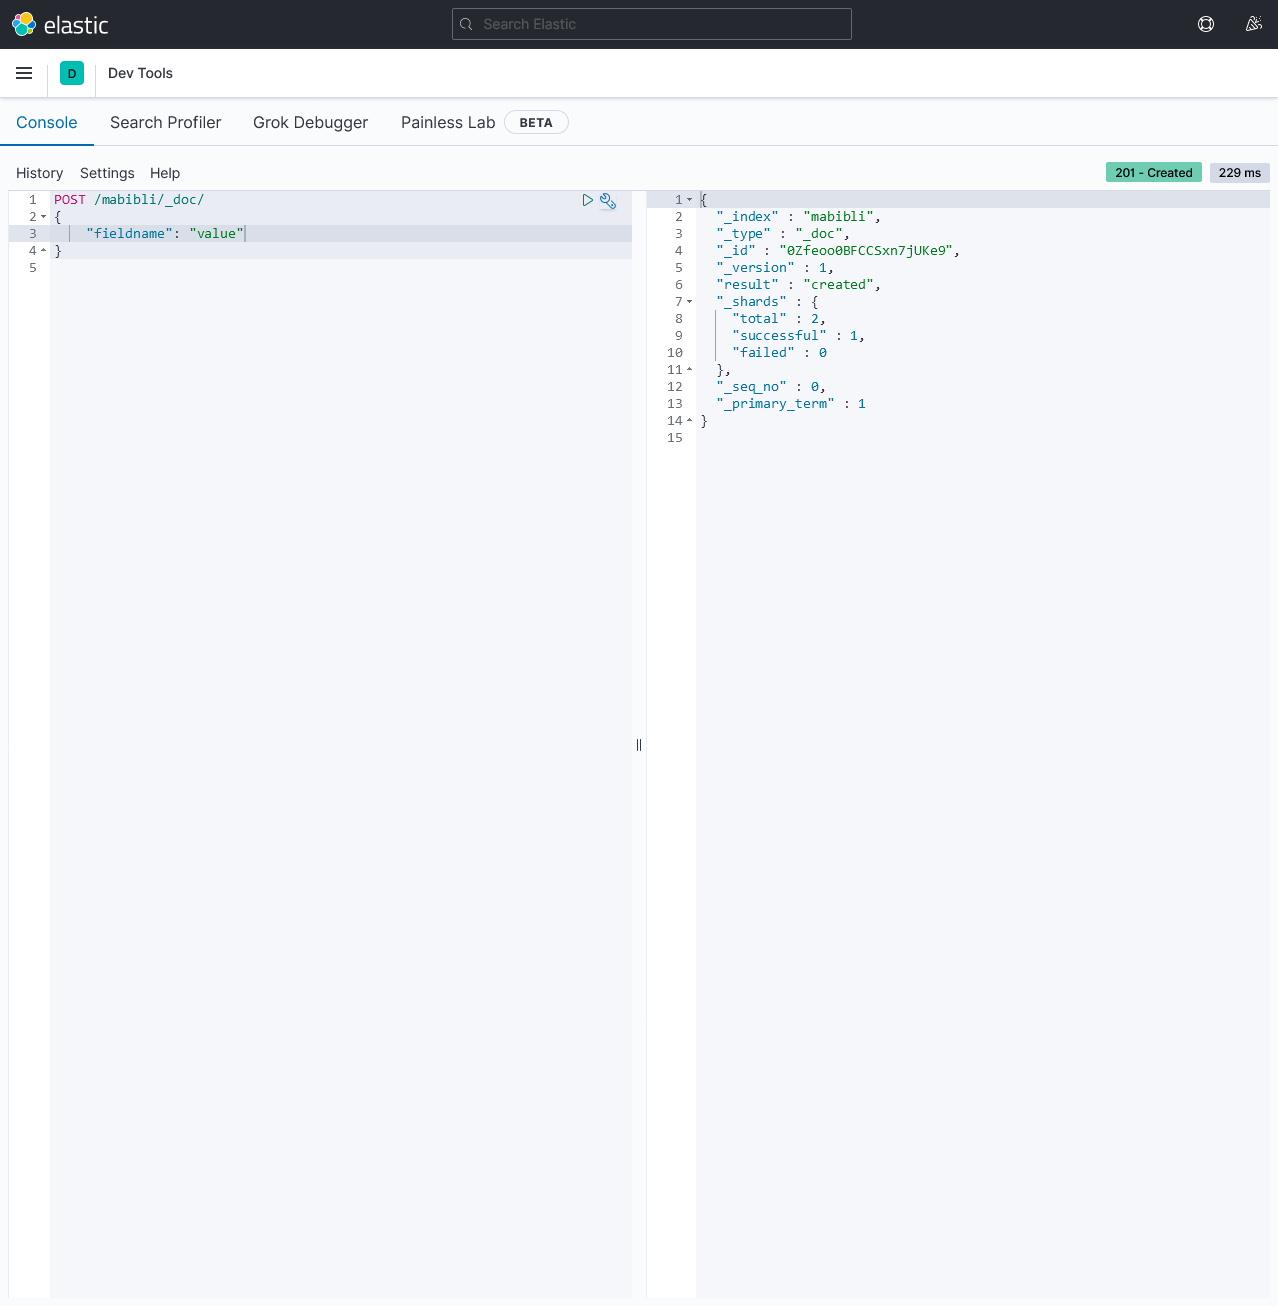 elastic
Search Elastic
D
Dev Tools
Console
Search Profiler
Grok Debugger
Painless Lab
BETA
History
Settings
Help
201 - Created
229 ms
1 POST /mabibli/_doc/
2 {
3 "fieldname": "value"
4 }
5
1 {
2 "_index" : "mabibli",
3 "_type" : "_doc",
4 "_id" : "0Zfeoo0BFCCSxn7jUKe9",
5 "_version" : 1,
6 "result" : "created",
7 "_shards" : {
8 "total" : 2,
9 "successful" : 1,
10 "failed" : 0
11 },
12 "_seq_no" : 0,
13 "_primary_term" : 1
14 }
15